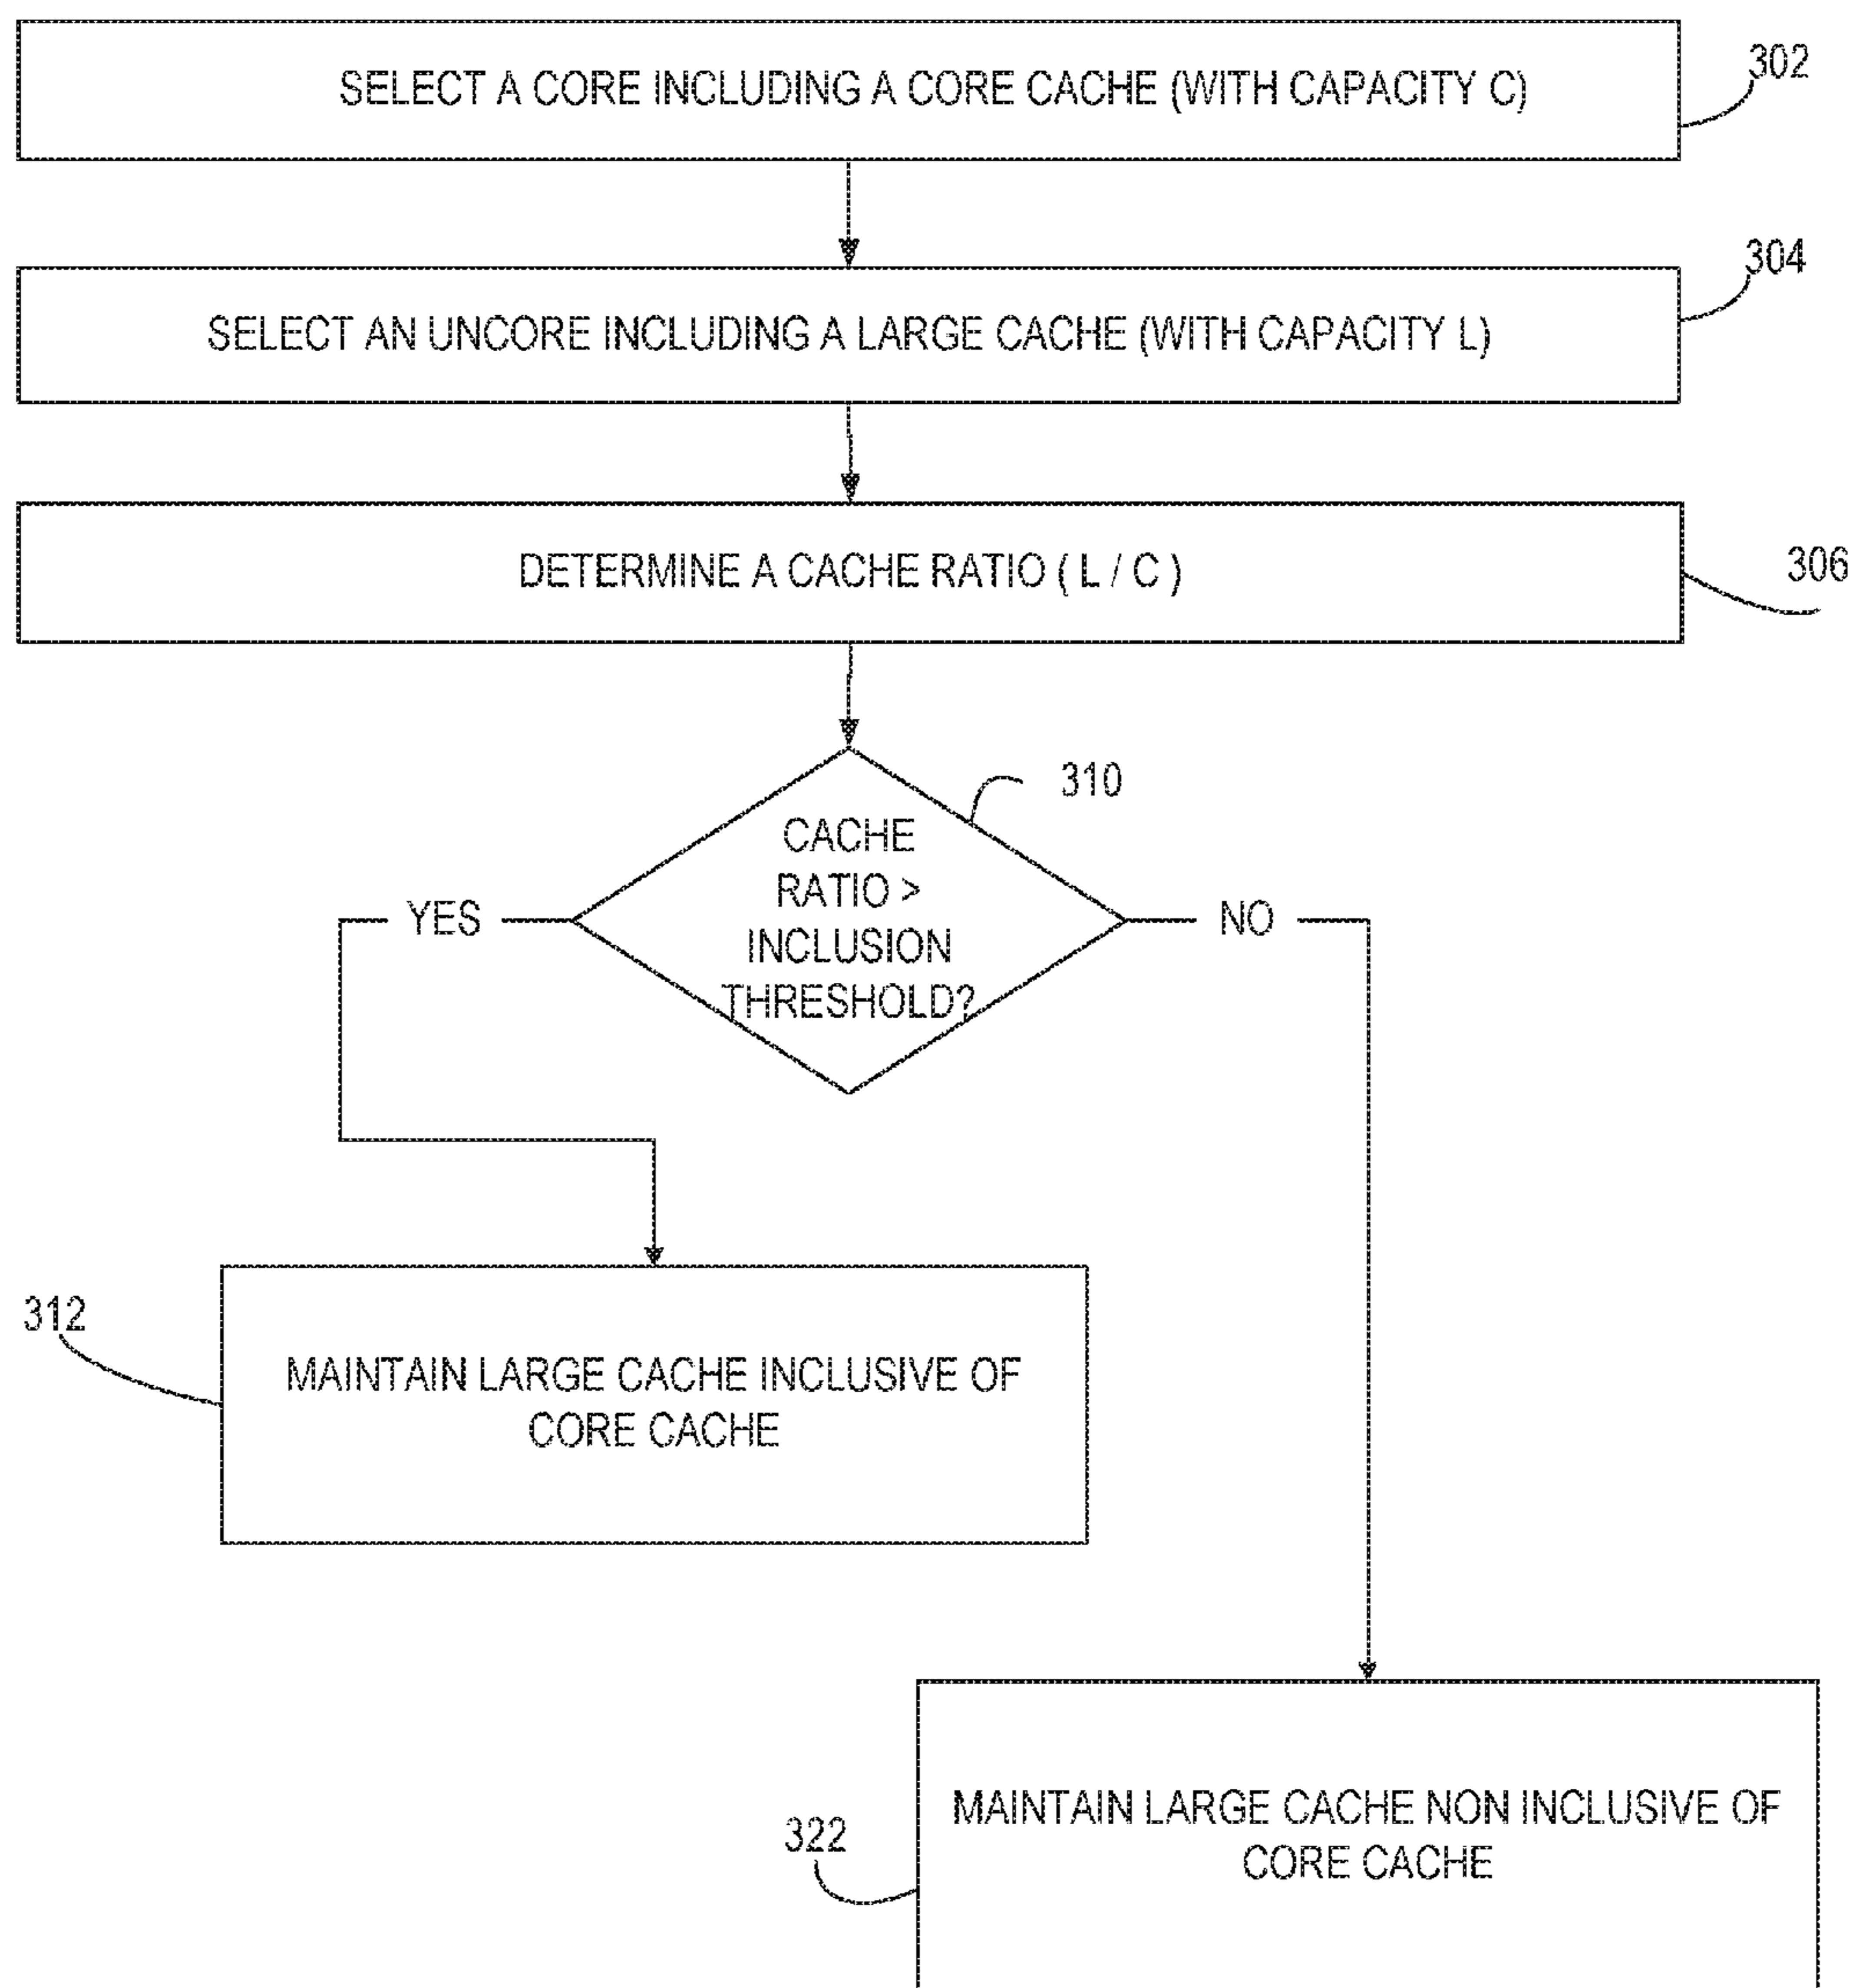 SELECT A CORE INCLUDING A CORE CACHE (WITH CAPACITY C)
302
SELECT AN UNCORE INCLUDING A LARGE CACHE (WITH CAPACITY L)
304
DETERMINE A CACHE RATIO ( L / C )
306
310
CACHE
RATIO >
INCLUSION
THRESHOLD?
YES
NO
312
MAINTAIN LARGE CACHE INCLUSIVE OF
CORE CACHE
322
MAINTAIN LARGE CACHE NON INCLUSIVE OF
CORE CACHE